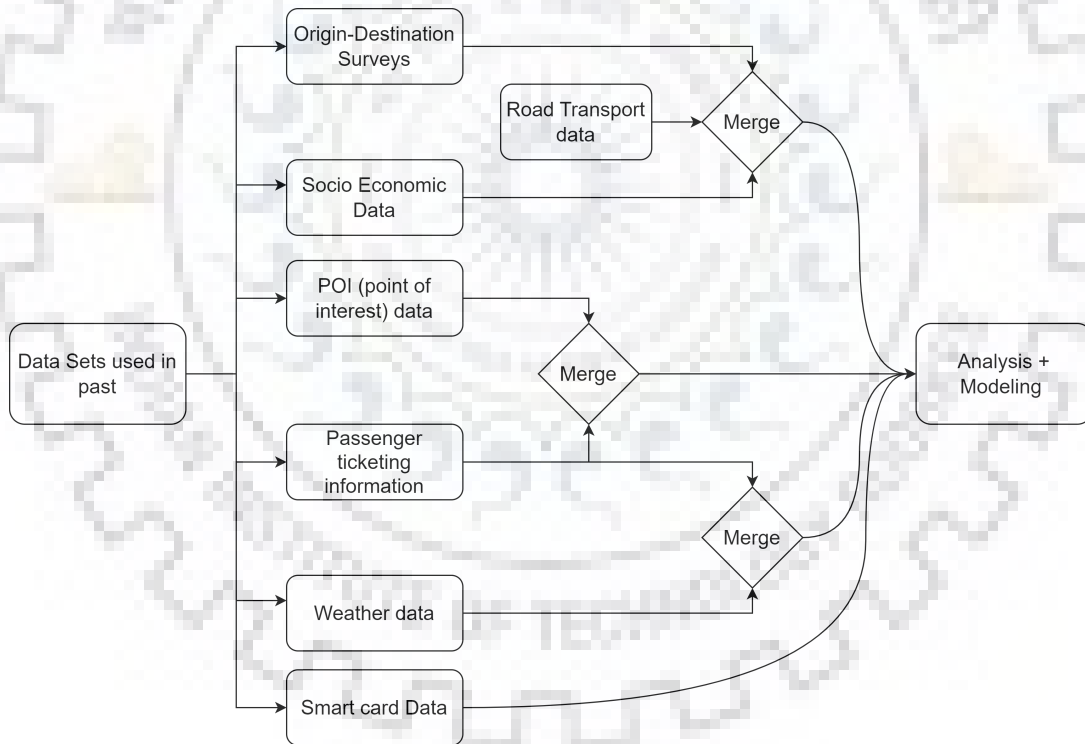 Origin-Destination
Surveys
Road Transport
data
Merge
Socio Economic
Data
POI (point of
interest) data
Data Sets used in
past
Merge
Analysis +
Modeling
Passenger
ticketing
information
Merge
Weather data
Smart card Data